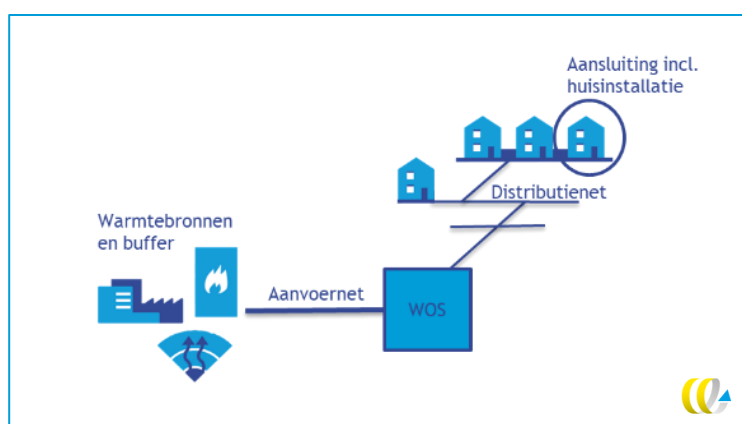 Aansluiting incl.
huisinstallatie
Distributienet
Warmtebronnen
en buffer
Aanvoernet
WOS